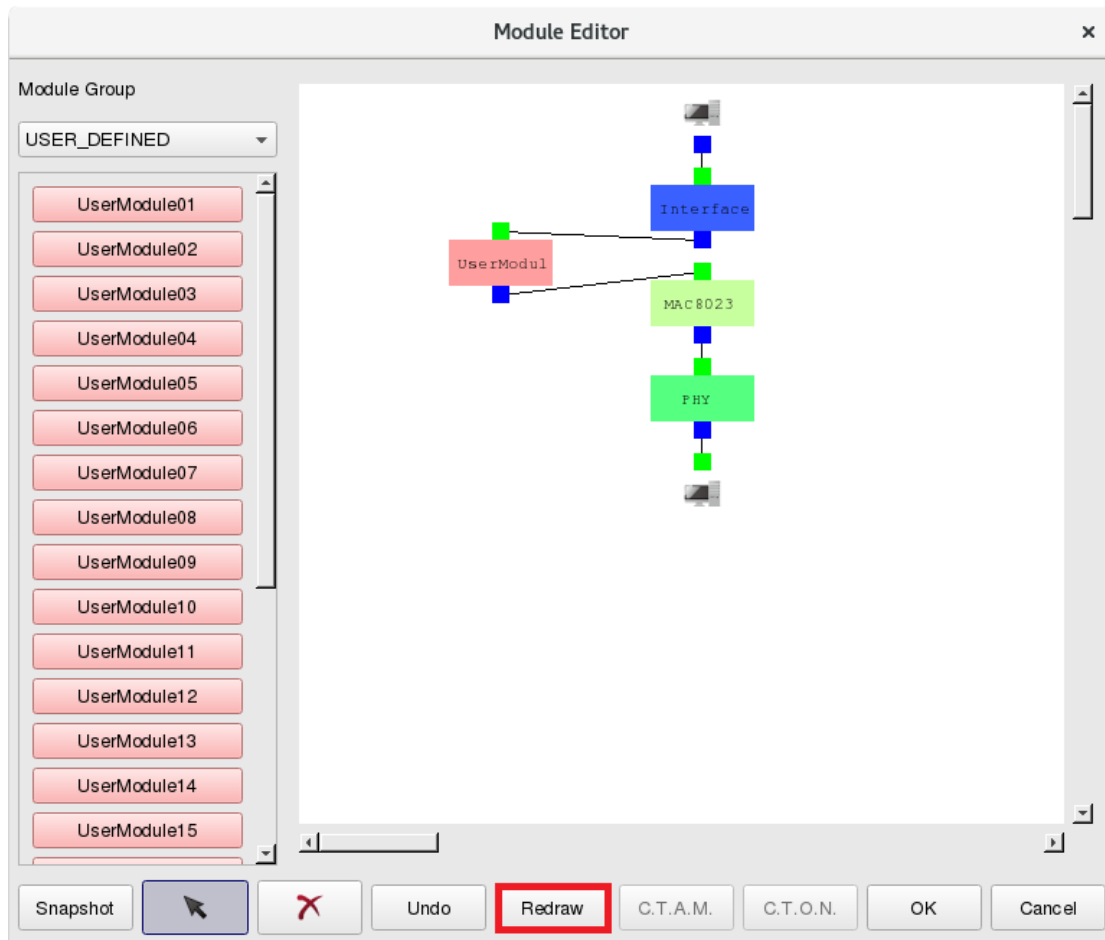 Module Editor
Module Group
USER_DEFINED
UserModule01
UserModule02
UserModule03
UserModule04
UserModule05
UserModule06
UserModule07
UserModule08
UserModule09
UserModule10
UserModule11
UserModule12
UserModule13
UserModule14
UserModule15
Interface
UserModul
MAC8023
PHY
Snapshot
Undo
Redraw
C.T.A.M.
C.T.O.N.
OK
Cancel